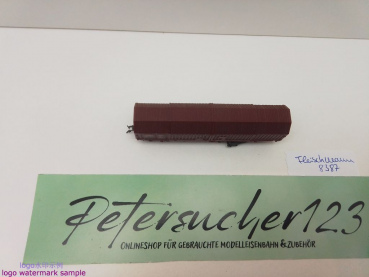 Fleischmann
8387
Petersucher123
ONLINESHOP FÜR GEBRAUCHTE MODELLEISENBAHN & ZUBEHÖR
logo watermark sample